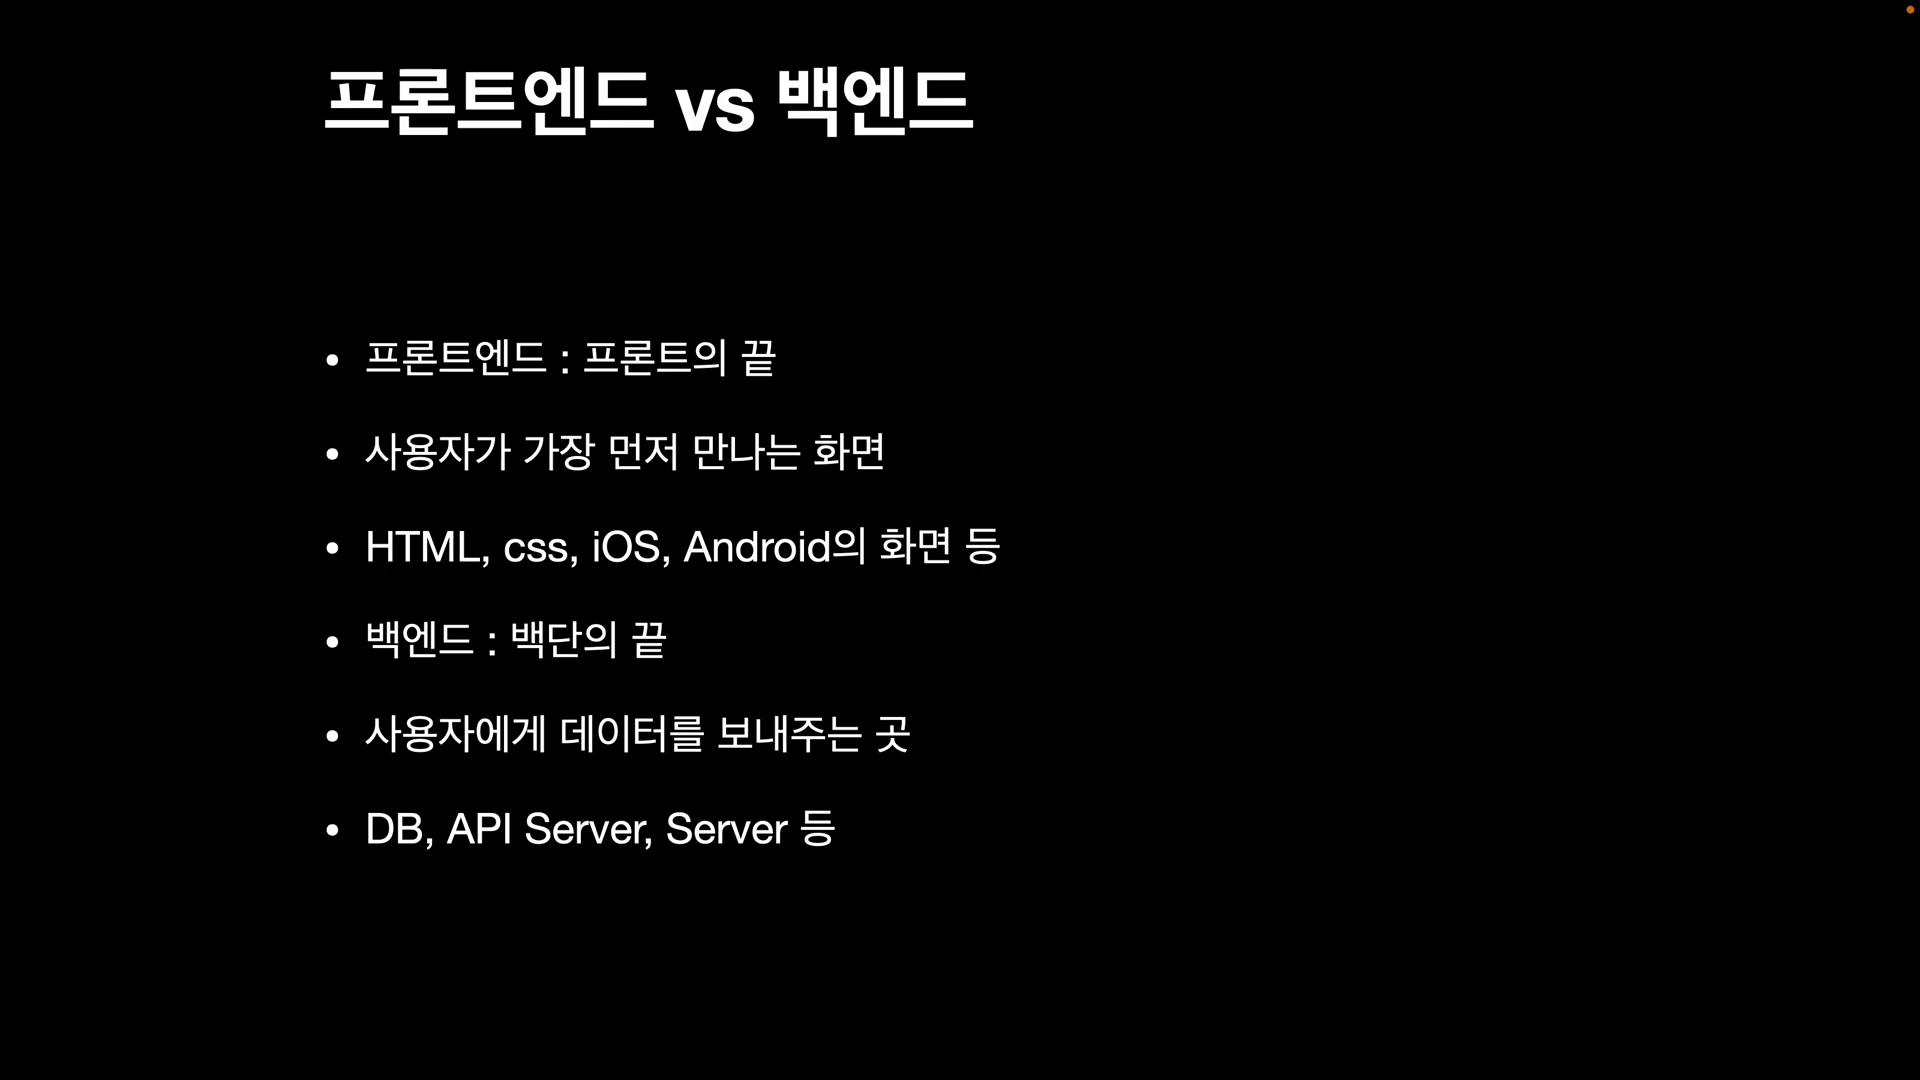 프론트엔드 vs 백엔드
• 프론트엔드 : 프론트의 끝
• 사용자가 가장 먼저 만나는 화면
• HTML, css, iOS, Android의 화면 등
• 백엔드 : 백단의 끝
• 사용자에게 데이터를 보내주는 곳
• DB, API Server, Server 등